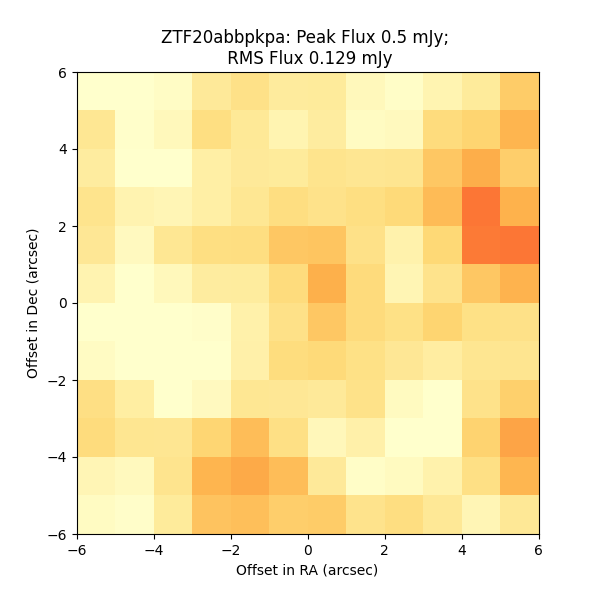 ZTF20abbpkpa: Peak Flux 0.5 mJy;
RMS Flux 0.129 mJy
6
4
2
0
−2
−4
−6
Offset in Dec (arcsec)
−6 −4 −2 0 2 4 6
Offset in RA (arcsec)